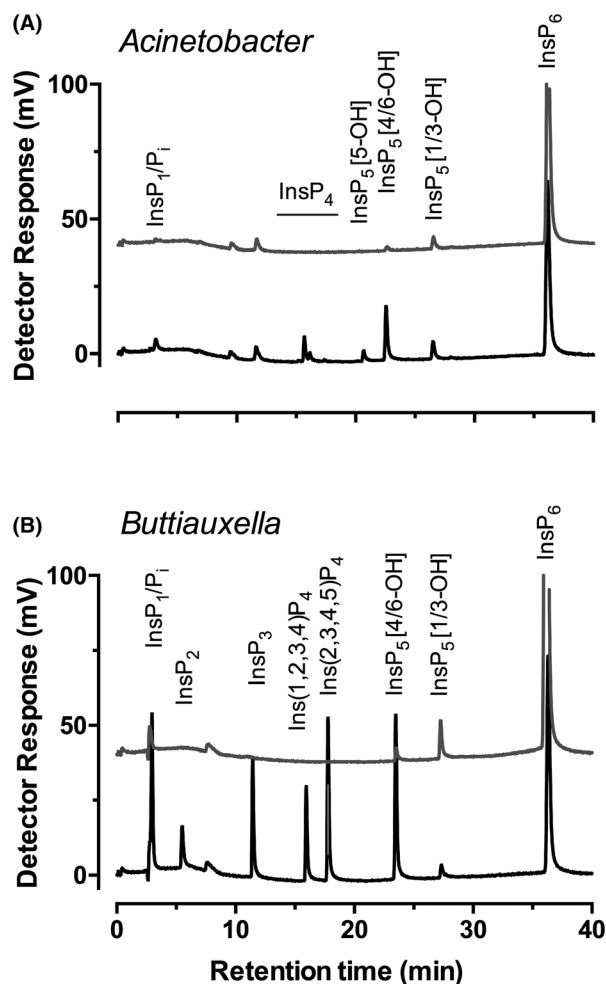 (A)
Acinetobacter
InsP6
InsP5 [5-OH]
InsP5 [4/6-OH]
InsP5 [1/3-OH]
InsP1/Pi
InsP4
Detector Response (mV)
100
50
0
(B)
Buttiauxella
InsP6
InsP1/Pi
InsP2
InsP3
Ins(1,2,3,4)P4
Ins(2,3,4,5)P4
InsP5 [4/6-OH]
InsP5 [1/3-OH]
Detector Response (mV)
100
50
0
0 10 20 30 40
Retention time (min)